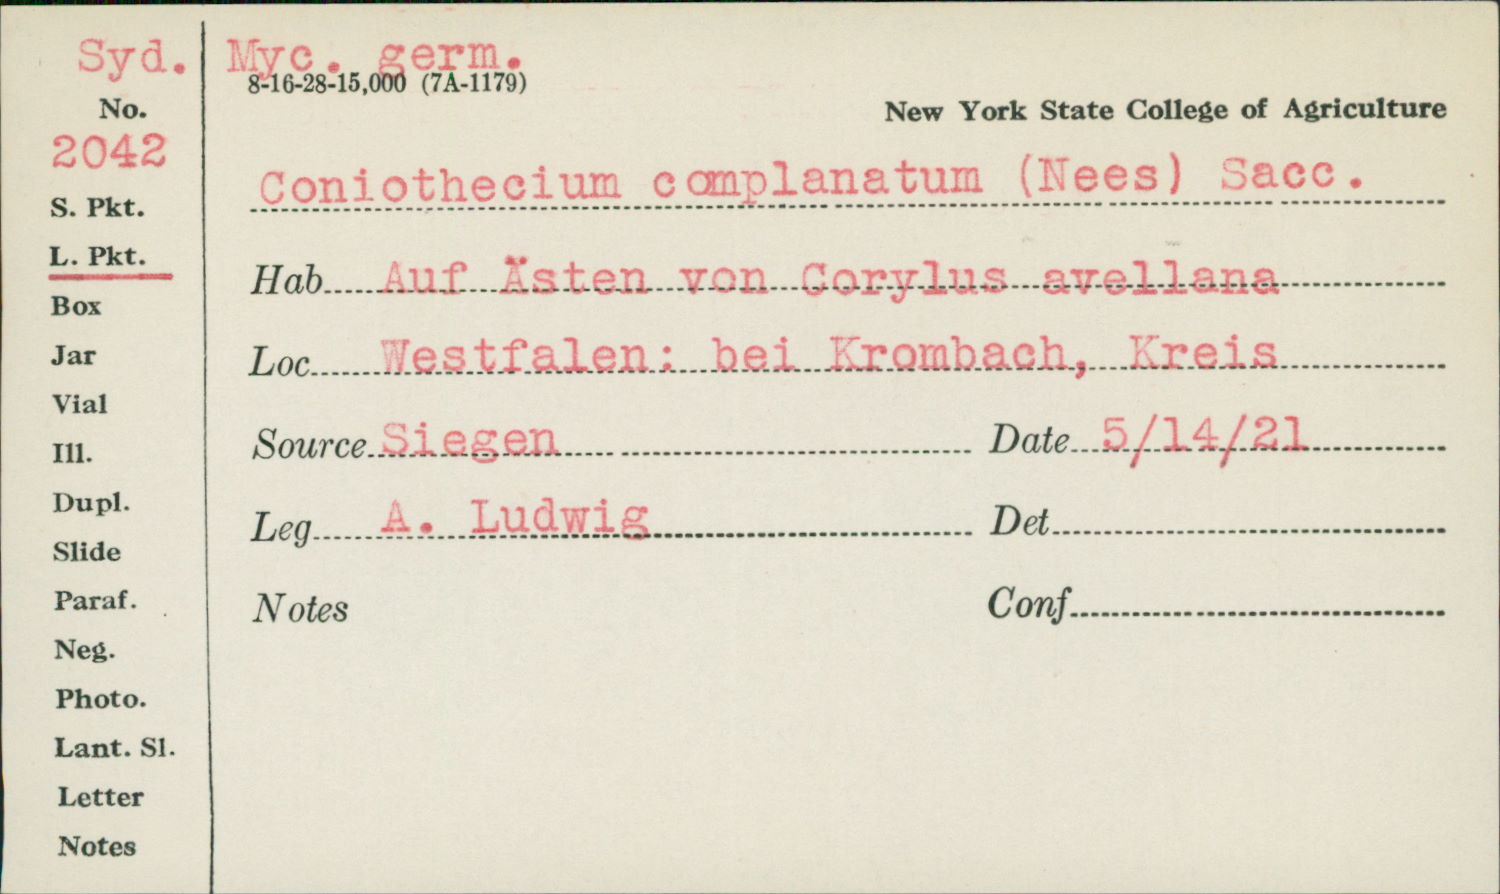 Syd. Myc. germ.
8-16-28-15,000 (7A-1179)
No.
New York State College of Agriculture
2042
Coniothecium complanatum (Nees) Sacc.
S. Pkt.
L. Pkt.
Hab Auf Ästen von Corylus avellana
Box
Jar
Loc Westfalen: bei Krombach, Kreis
Vial
Source Siegen Date 5/14/21
Ill.
Dupl.
Leg A. Ludwig Det
Slide
Paraf.
Notes Conf
Neg.
Photo.
Lant. Sl.
Letter
Notes